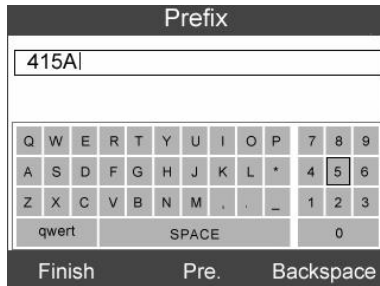 Prefix
415A
Q W E R T Y U I O P 7 8 9
A S D F G H J K L * 4 5 6
Z X C V B N M , . _ 1 2 3
qwert SPACE 0
Finish Pre. Backspace